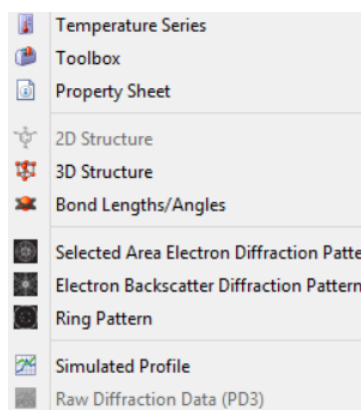 Temperature Series
Toolbox
Property Sheet
2D Structure
3D Structure
Bond Lengths/Angles
Selected Area Electron Diffraction Patte
Electron Backscatter Diffraction Pattern
Ring Pattern
Simulated Profile
Raw Diffraction Data (PD3)